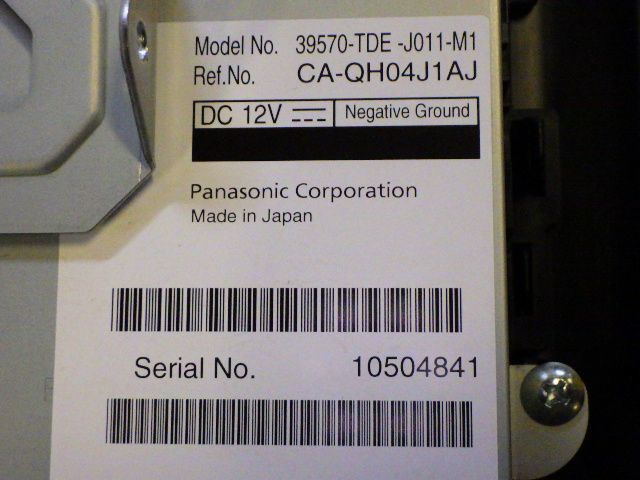 Model No. 39570-TDE -J011-M1
Ref.No. CA-QH04J1AJ
DC 12V Negative Ground
Panasonic Corporation
Made in Japan
Serial No. 10504841